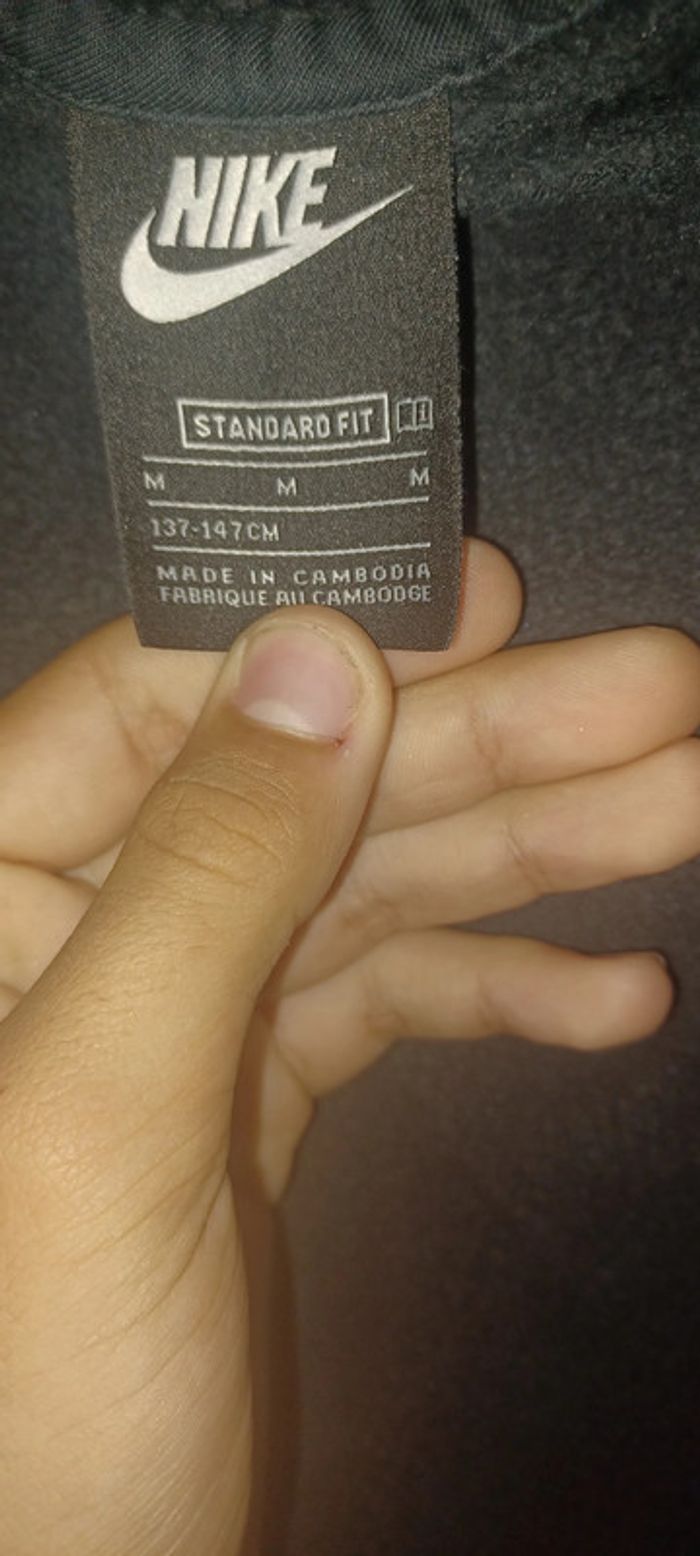 NIKE
STANDARD FIT
M M M
137-147CM
MADE IN CAMBODIA
FABRIQUE AU CAMBODGE